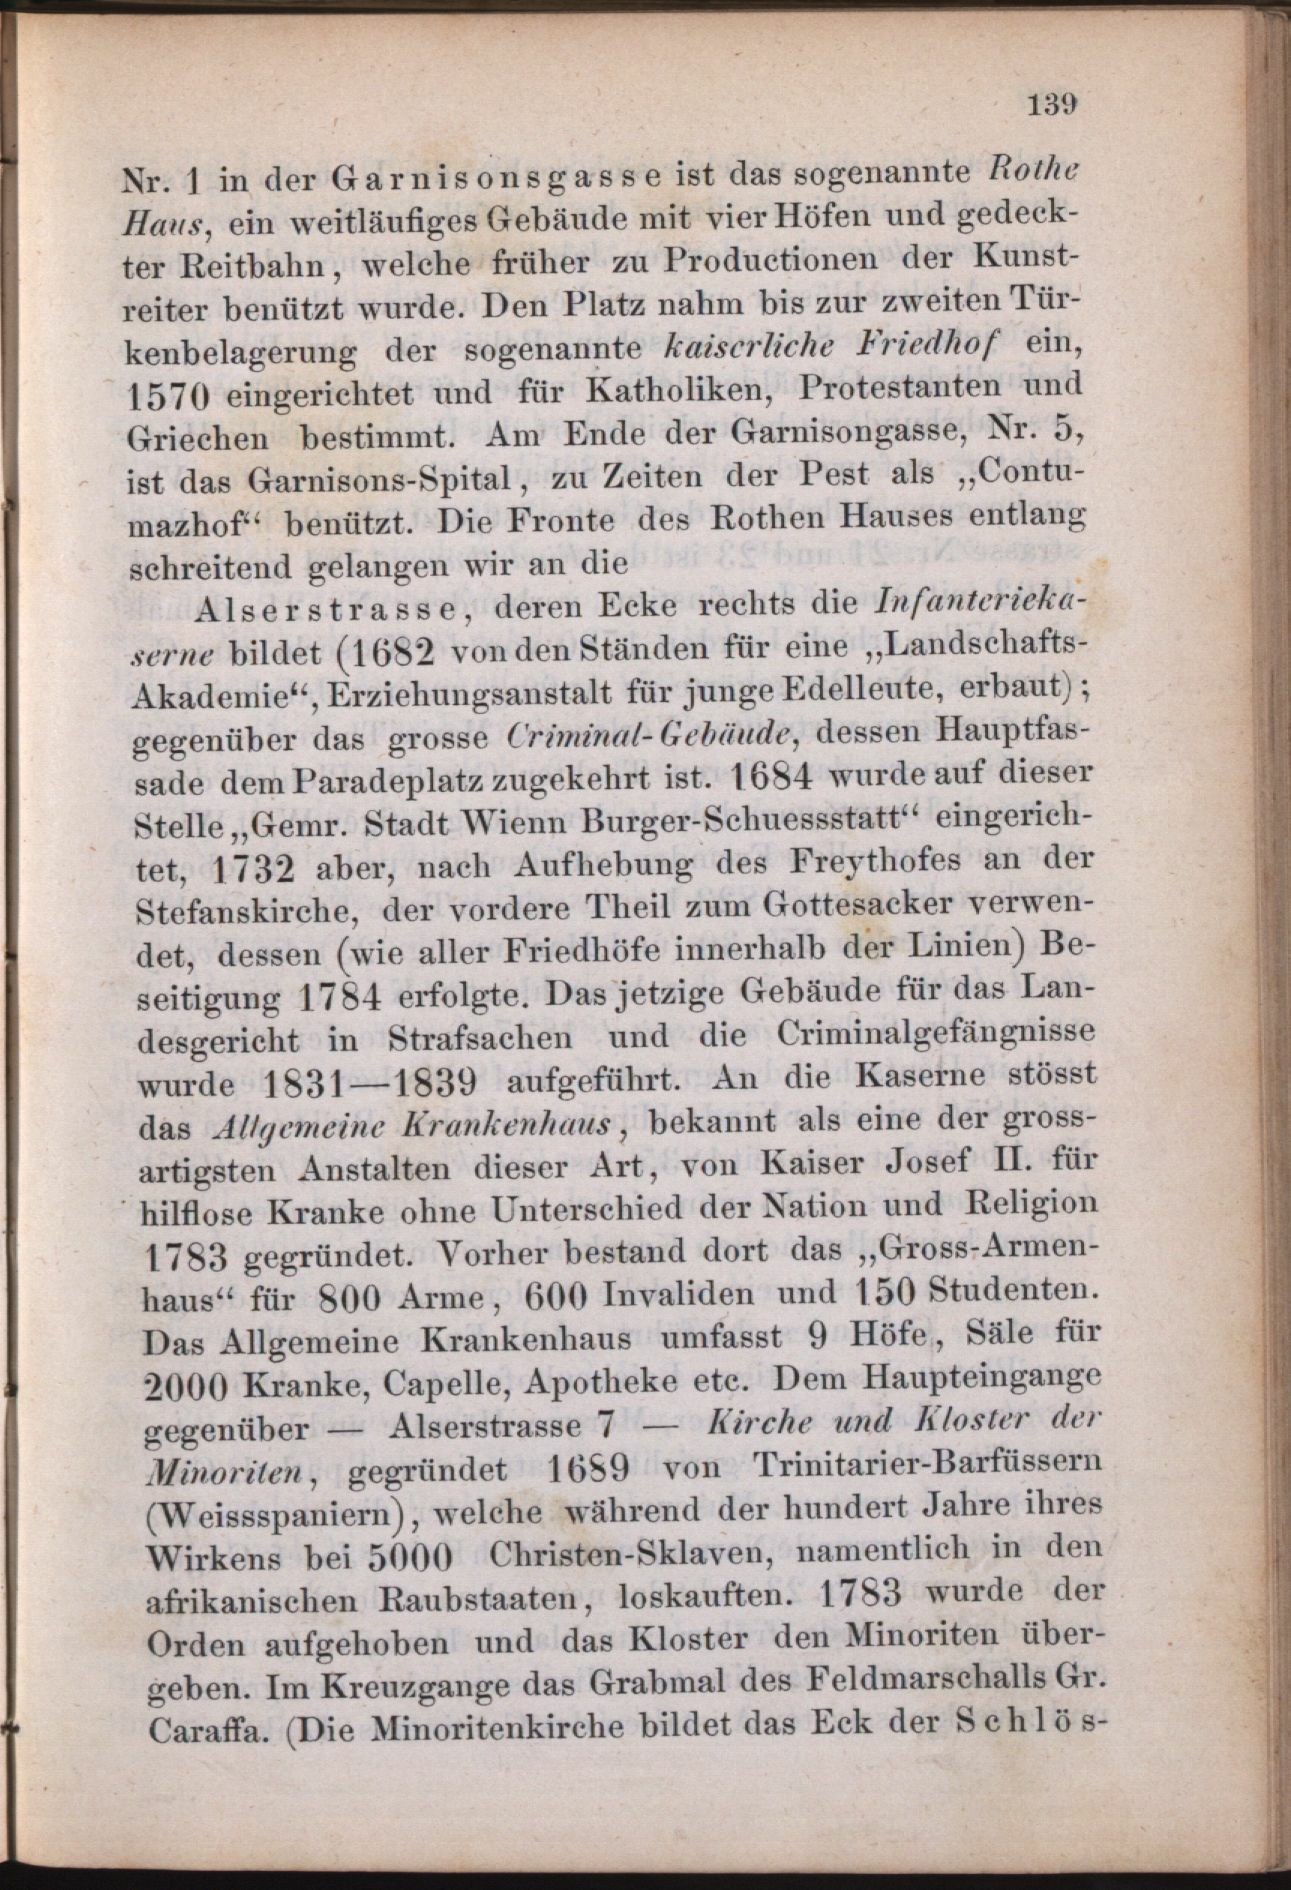 139
Nr. 1 in der Garnisonsgasse ist das sogenannte Rothe
Haus, ein weitläufiges Gebäude mit vier Höfen und gedeck-
ter Reitbahn, welche früher zu Productionen der Kunst-
reiter benützt wurde. Den Platz nahm bis zur zweiten Tür-
kenbelagerung der sogenannte kaiserliche Friedhof ein,
1570 eingerichtet und für Katholiken, Protestanten und
Griechen bestimmt. Am Ende der Garnisongasse, Nr. 5,
ist das Garnisons-Spital, zu Zeiten der Pest als „Contu-
mazhof“ benützt. Die Fronte des Rothen Hauses entlang
schreitend gelangen wir an die
Alserstrasse, deren Ecke rechts die Infanterieka-
serne bildet (1682 von den Ständen für eine „Landschafts-
Akademie“, Erziehungsanstalt für junge Edelleute, erbaut);
gegenüber das grosse Criminal-Gebäude, dessen Hauptfas-
sade dem Paradeplatz zugekehrt ist. 1684 wurde auf dieser
Stelle „Gemr. Stadt Wienn Burger-Schuessstatt“ eingerich-
tet, 1732 aber, nach Aufhebung des Freythofes an der
Stefanskirche, der vordere Theil zum Gottesacker verwen-
det, dessen (wie aller Friedhöfe innerhalb der Linien) Be-
seitigung 1784 erfolgte. Das jetzige Gebäude für das Lan-
desgericht in Strafsachen und die Criminalgefängnisse
wurde 1831—1839 aufgeführt. An die Kaserne stösst
das Allgemeine Krankenhaus, bekannt als eine der gross-
artigsten Anstalten dieser Art, von Kaiser Josef II. für
hilflose Kranke ohne Unterschied der Nation und Religion
1783 gegründet. Vorher bestand dort das „Gross-Armen-
haus“ für 800 Arme, 600 Invaliden und 150 Studenten.
Das Allgemeine Krankenhaus umfasst 9 Höfe, Säle für
2000 Kranke, Capelle, Apotheke etc. Dem Haupteingange
gegenüber — Alserstrasse 7 — Kirche und Kloster der
Minoriten, gegründet 1689 von Trinitarier-Barfüssern
(Weissspaniern), welche während der hundert Jahre ihres
Wirkens bei 5000 Christen-Sklaven, namentlich in den
afrikanischen Raubstaaten, loskauften. 1783 wurde der
Orden aufgehoben und das Kloster den Minoriten über-
geben. Im Kreuzgange das Grabmal des Feldmarschalls Gr.
Caraffa. (Die Minoritenkirche bildet das Eck der Schlös-